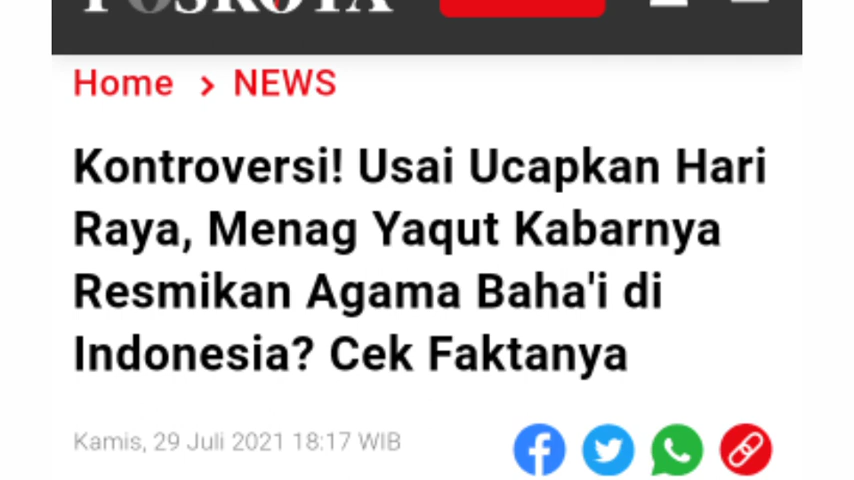 POSKOTA
Home > NEWS
Kontroversi! Usai Ucapkan Hari
Raya, Menag Yaqut Kabarnya
Resmikan Agama Baha'i di
Indonesia? Cek Faktanya
Kamis, 29 Juli 2021 18:17 WIB